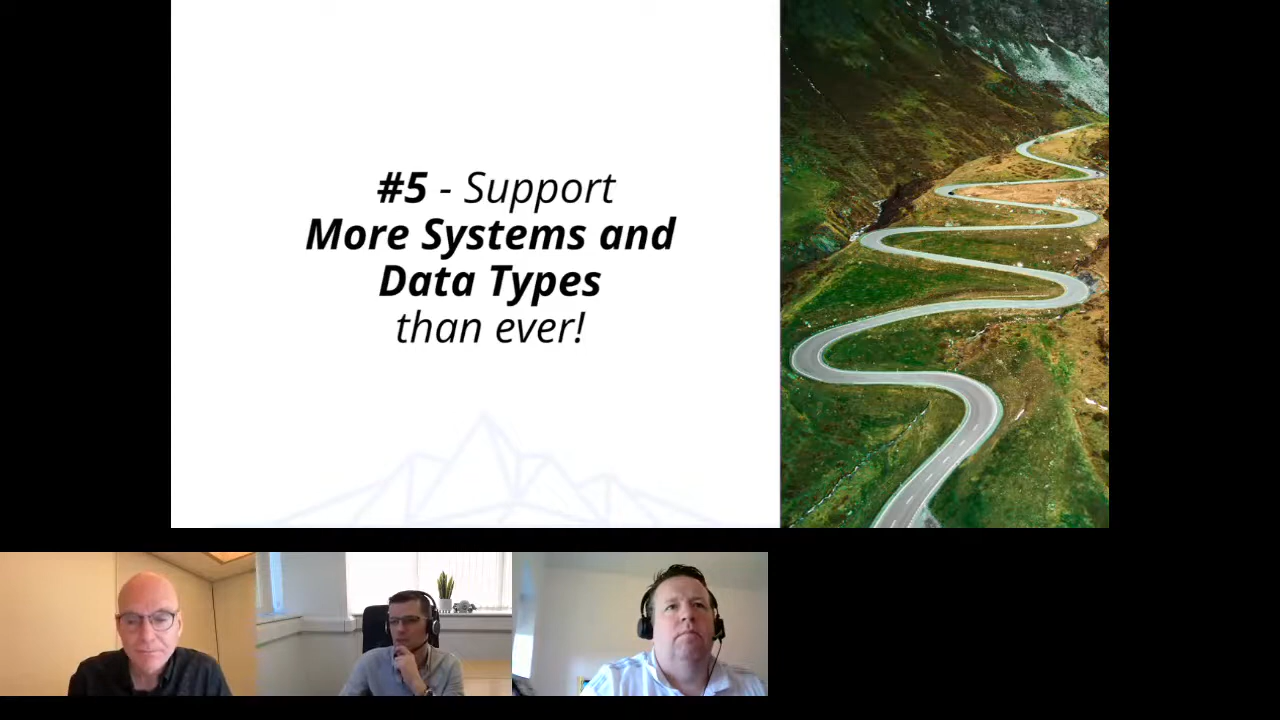 #5 - Support
More Systems and
Data Types
than ever!